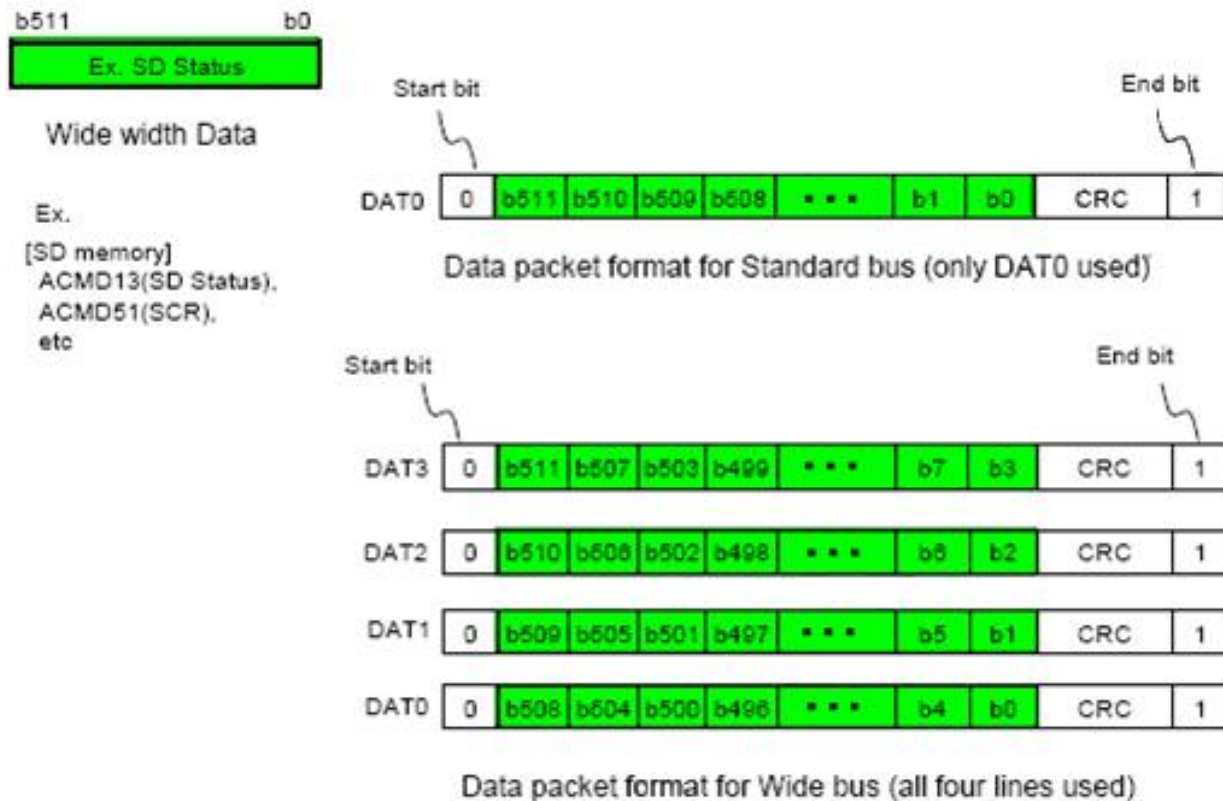 b511 b0
Ex. SD Status
Wide width Data
Ex.
[SD memory]
ACMD13(SD Status),
ACMD51(SCR),
etc
Start bit End bit
DAT0 0 b511 b510 b509 b508 ▪ ▪ ▪ b1 b0 CRC 1
Data packet format for Standard bus (only DAT0 used)
Start bit End bit
DAT3 0 b511 b507 b503 b499 ▪ ▪ ▪ b7 b3 CRC 1
DAT2 0 b510 b506 b502 b498 ▪ ▪ ▪ b6 b2 CRC 1
DAT1 0 b509 b505 b501 b497 ▪ ▪ ▪ b5 b1 CRC 1
DAT0 0 b508 b504 b500 b496 ▪ ▪ ▪ b4 b0 CRC 1
Data packet format for Wide bus (all four lines used)